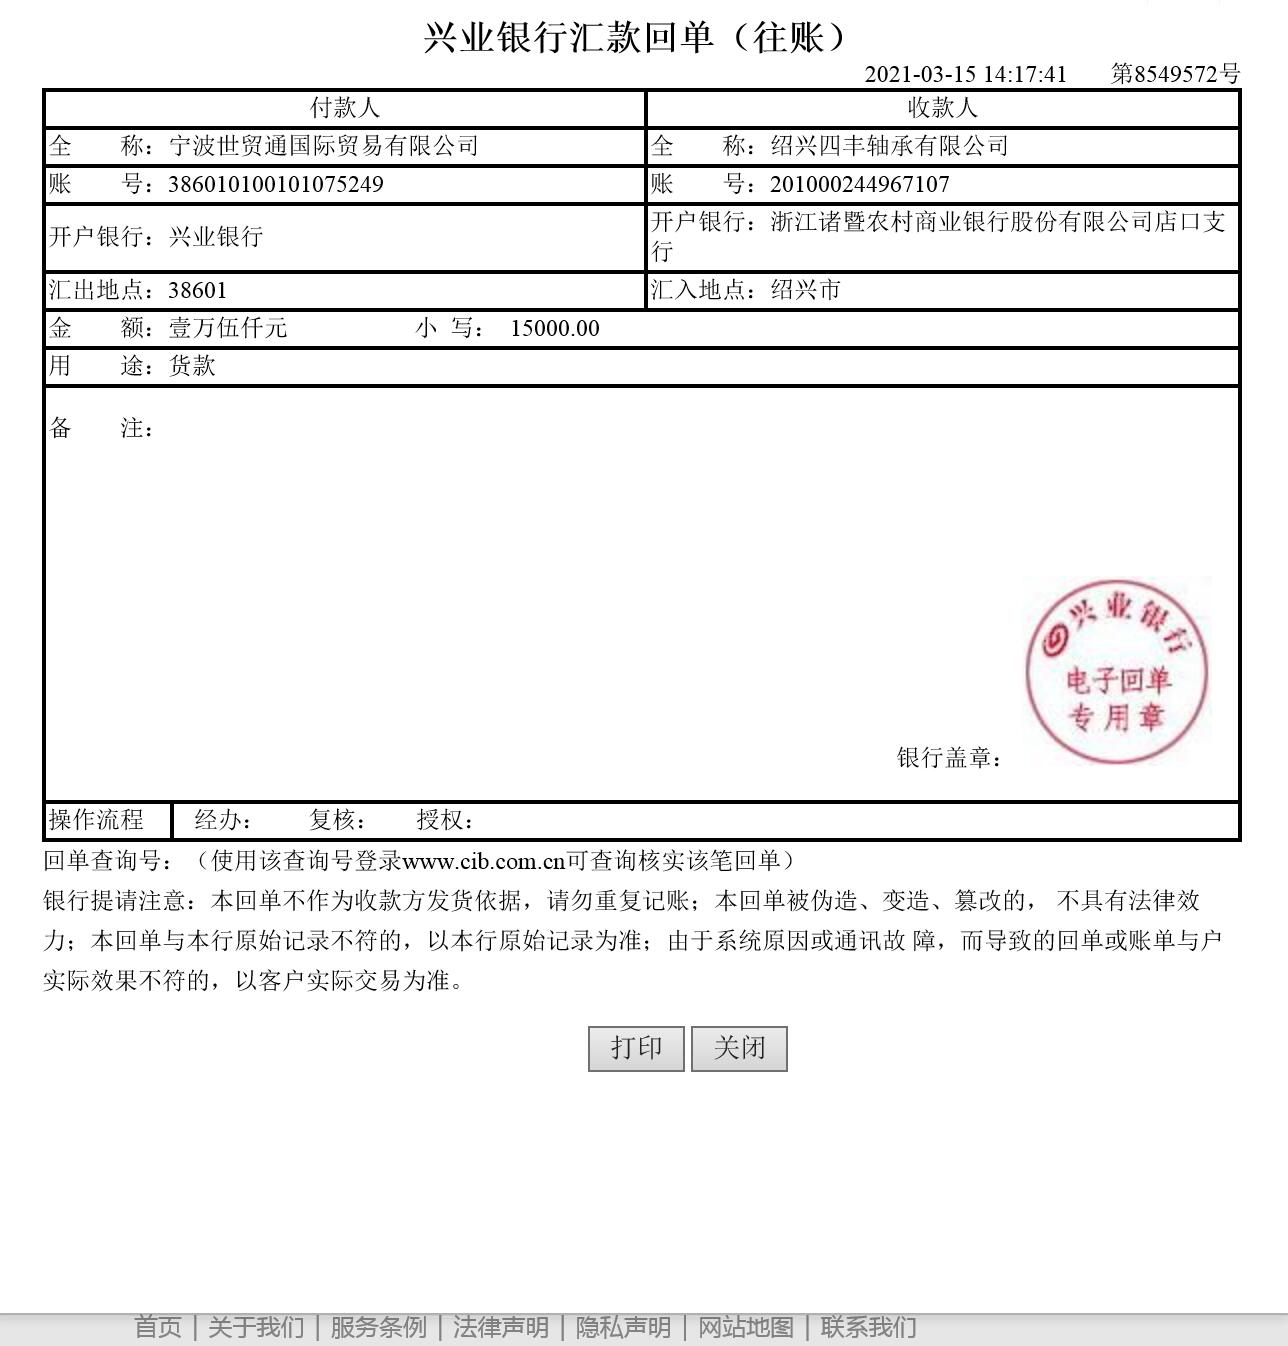 兴业银行汇款回单（往账）
2021-03-15 14:17:41 第8549572号
付款人 收款人
全 称：宁波世贸通国际贸易有限公司 全 称：绍兴四丰轴承有限公司
账 号：386010100101075249 账 号：201000244967107
开户银行：兴业银行 开户银行：浙江诸暨农村商业银行股份有限公司店口支
行
汇出地点：38601 汇入地点：绍兴市
金 额：壹万伍仟元 小 写： 15000.00
用 途：货款
备 注：
兴业银行
电子回单
专用章
银行盖章：
操作流程 经办： 复核： 授权：
回单查询号：（使用该查询号登录www.cib.com.cn可查询核实该笔回单）
银行提请注意：本回单不作为收款方发货依据，请勿重复记账；本回单被伪造、变造、篡改的， 不具有法律效
力；本回单与本行原始记录不符的，以本行原始记录为准；由于系统原因或通讯故 障，而导致的回单或账单与户
实际效果不符的，以客户实际交易为准。
打印 关闭
首页 | 关于我们 | 服务条例 | 法律声明 | 隐私声明 | 网站地图 | 联系我们